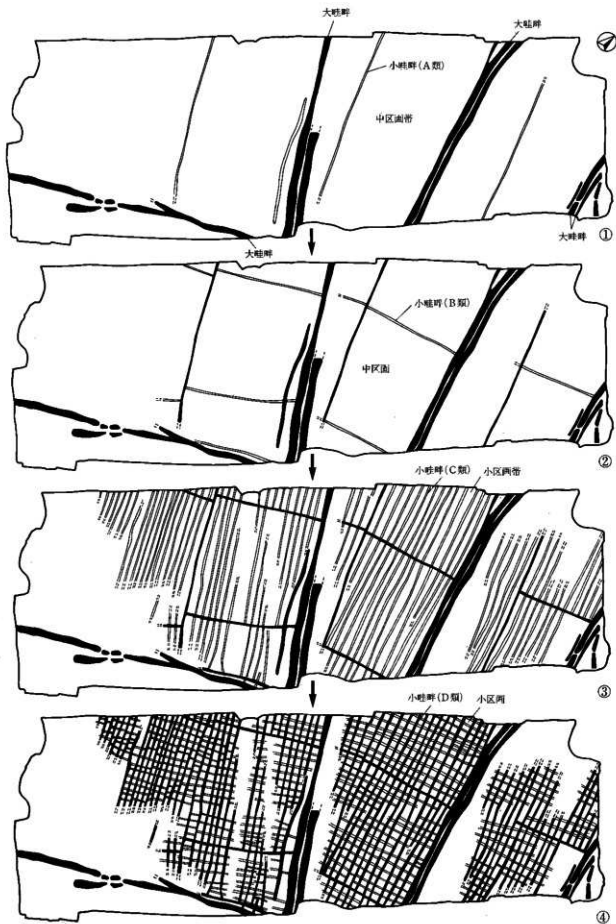 大畦畔
大畦畔
小畦畔(A類)
中区画帯
大畦畔
大畦畔
①
小畦畔(B類)
中区画
②
小畦畔(C類)
小区画帯
③
小畦畔(D類)
小区画
④